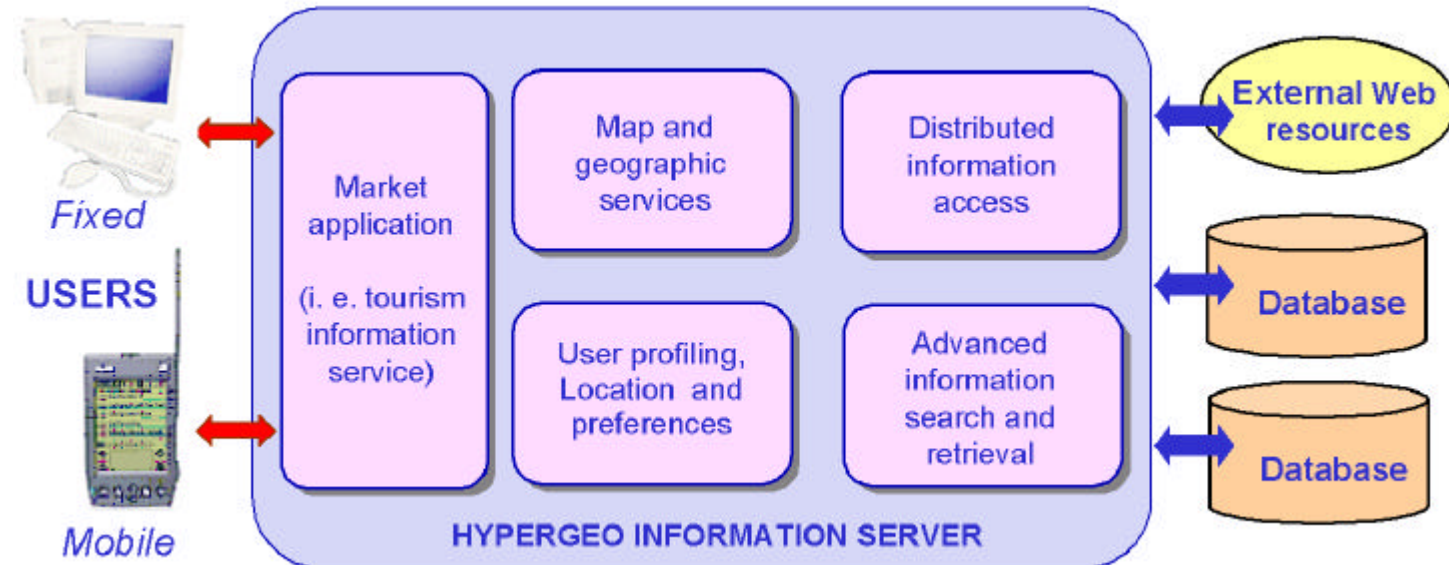 Fixed
USERS
Mobile
Market
application
(i. e. tourism
information
service)
Map and
geographic
services
Distributed
information
access
User profiling,
Location and
preferences
Advanced
information
search and
retrieval
HYPERGEO INFORMATION SERVER
External Web
resources
Database
Database